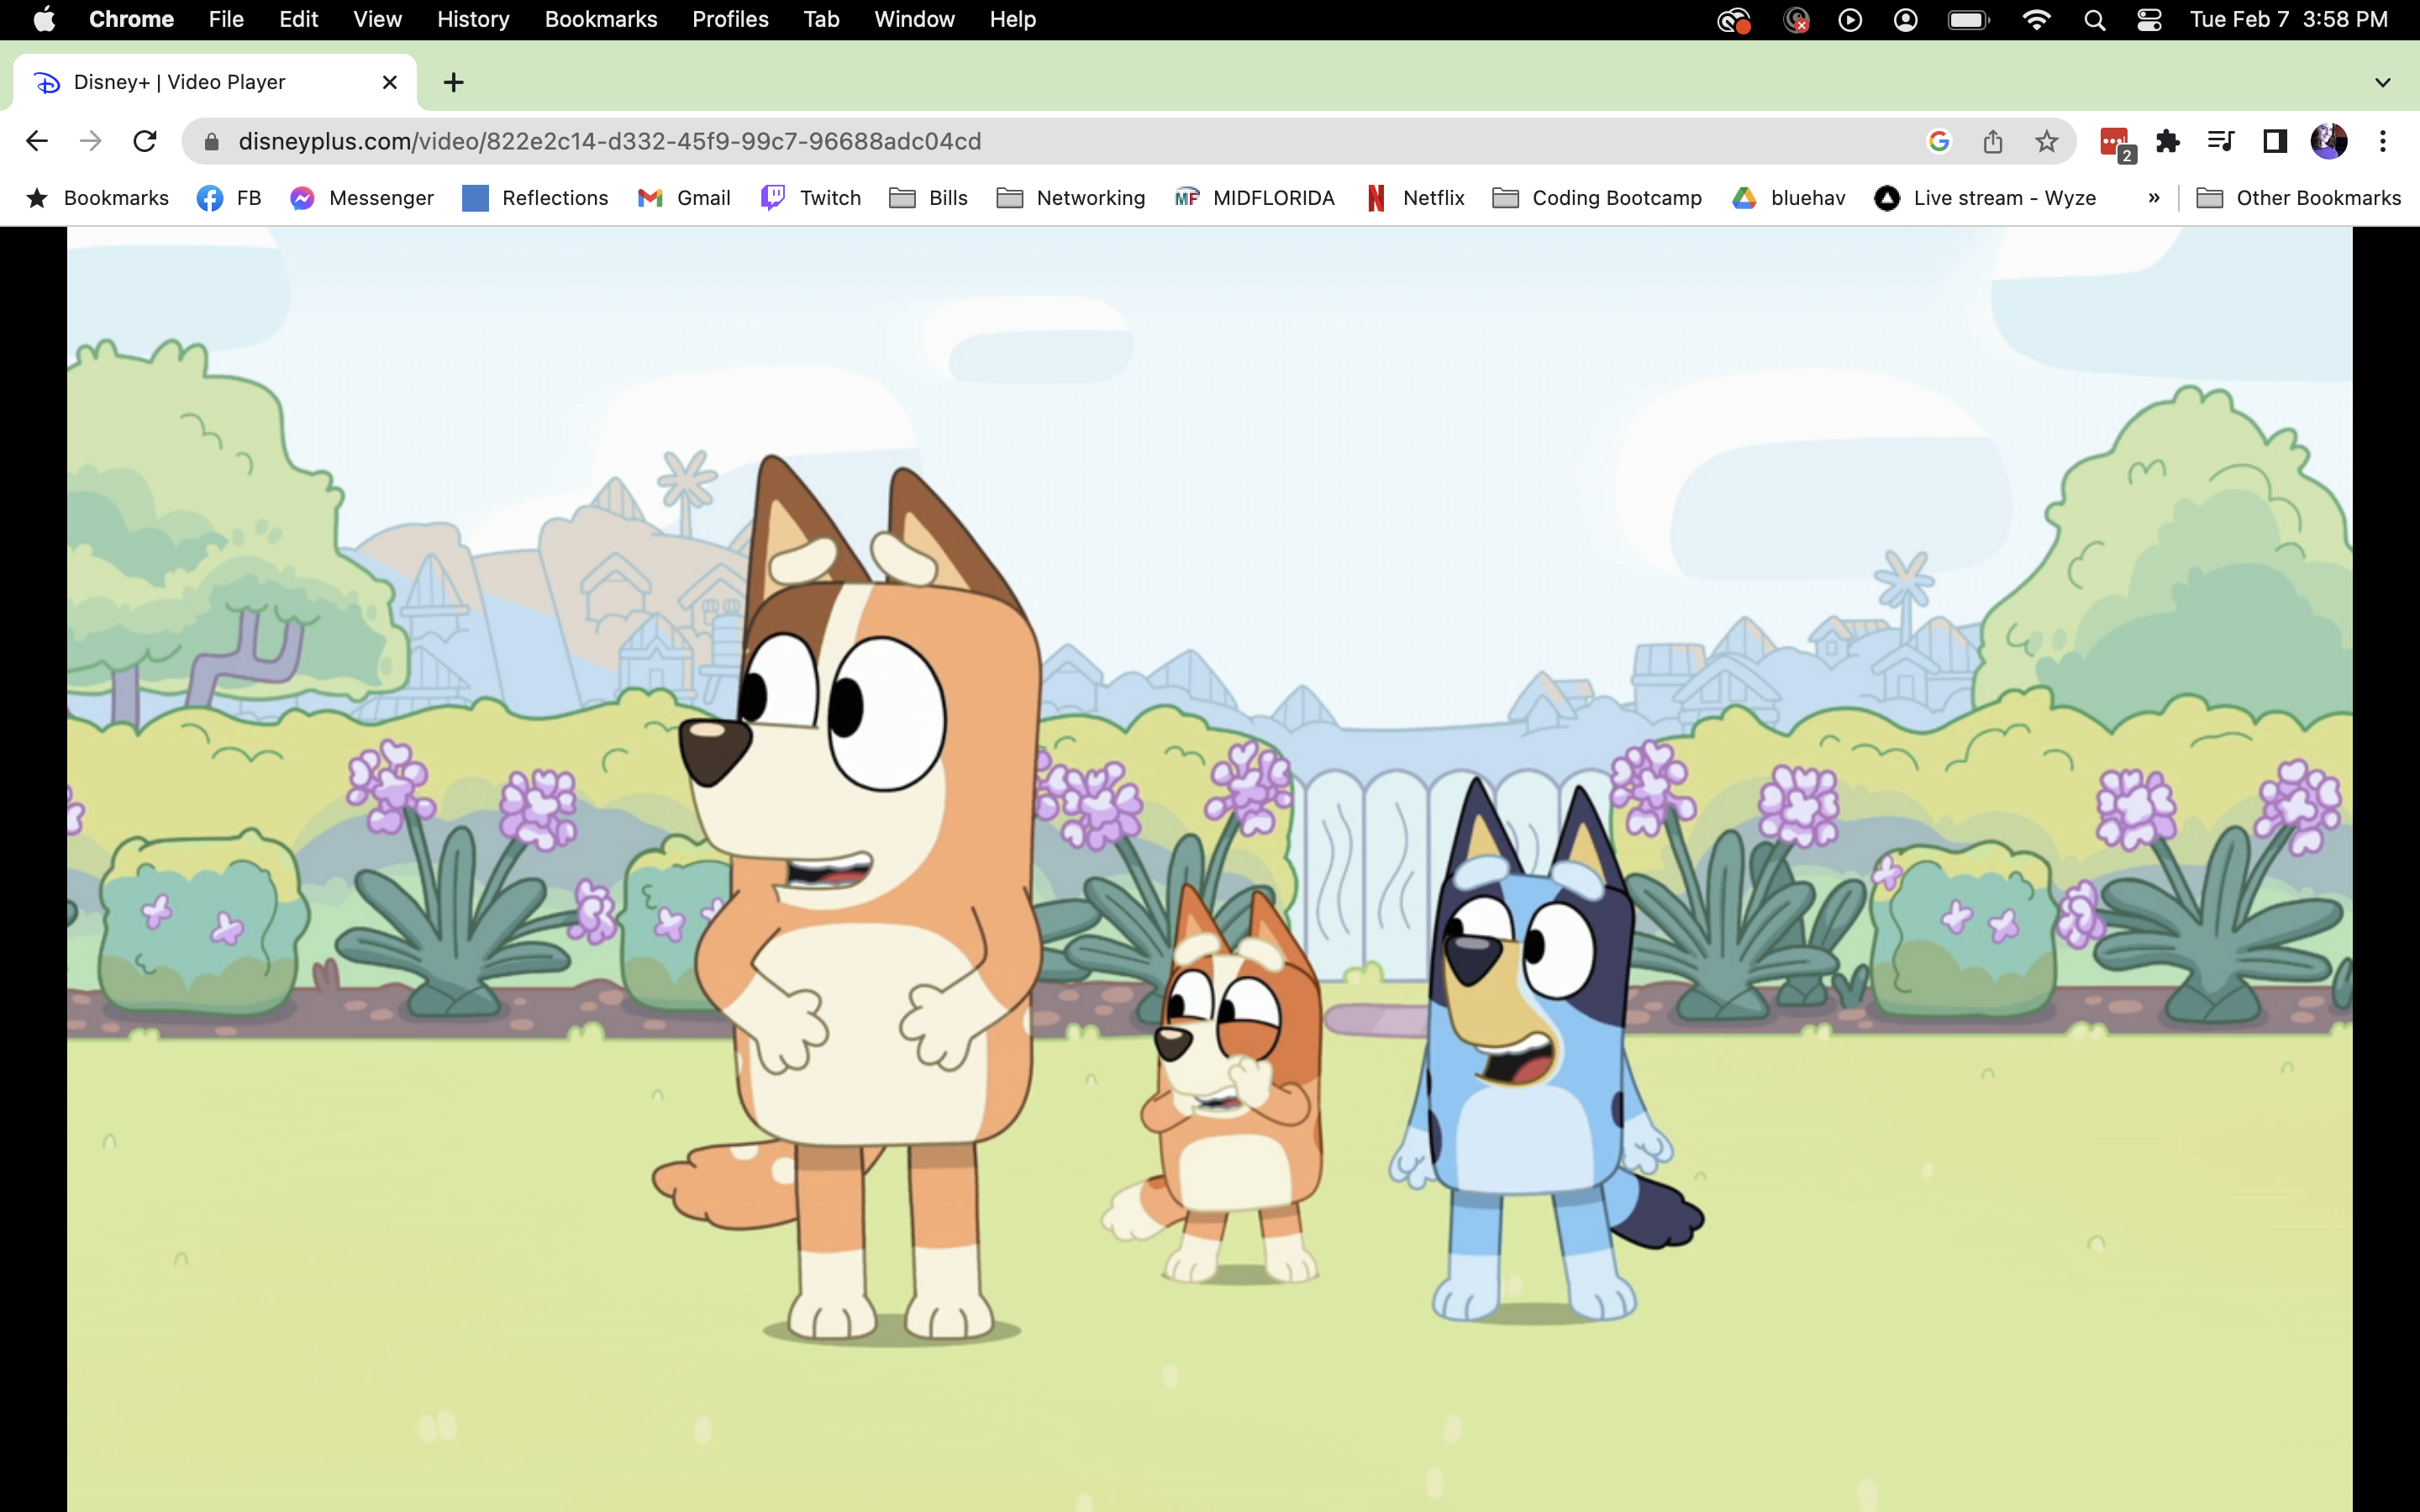 Chrome File Edit View History Bookmarks Profiles Tab Window Help Tue Feb 7 3:58 PM
Disney+ | Video Player
disneyplus.com/video/822e2c14-d332-45f9-99c7-96688adc04cd 2
Bookmarks FB Messenger Reflections Gmail Twitch Bills Networking MF MIDFLORIDA Netflix Coding Bootcamp bluehav Live stream - Wyze » Other Bookmarks